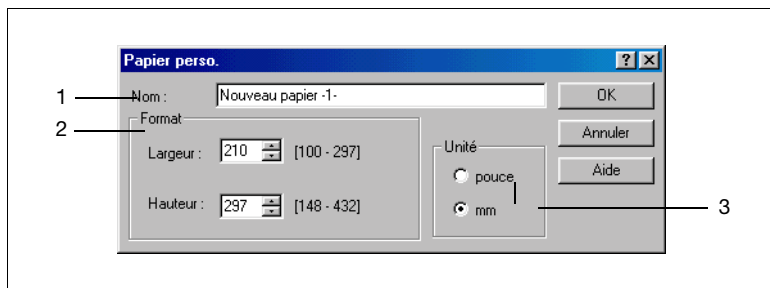 Papier perso.
1
Nom :
Nouveau papier -1-
OK
2
Format
Annuler
Largeur :
210
[100 - 297]
Unité
Aide
pouce
Hauteur :
297
[148 - 432]
mm
3